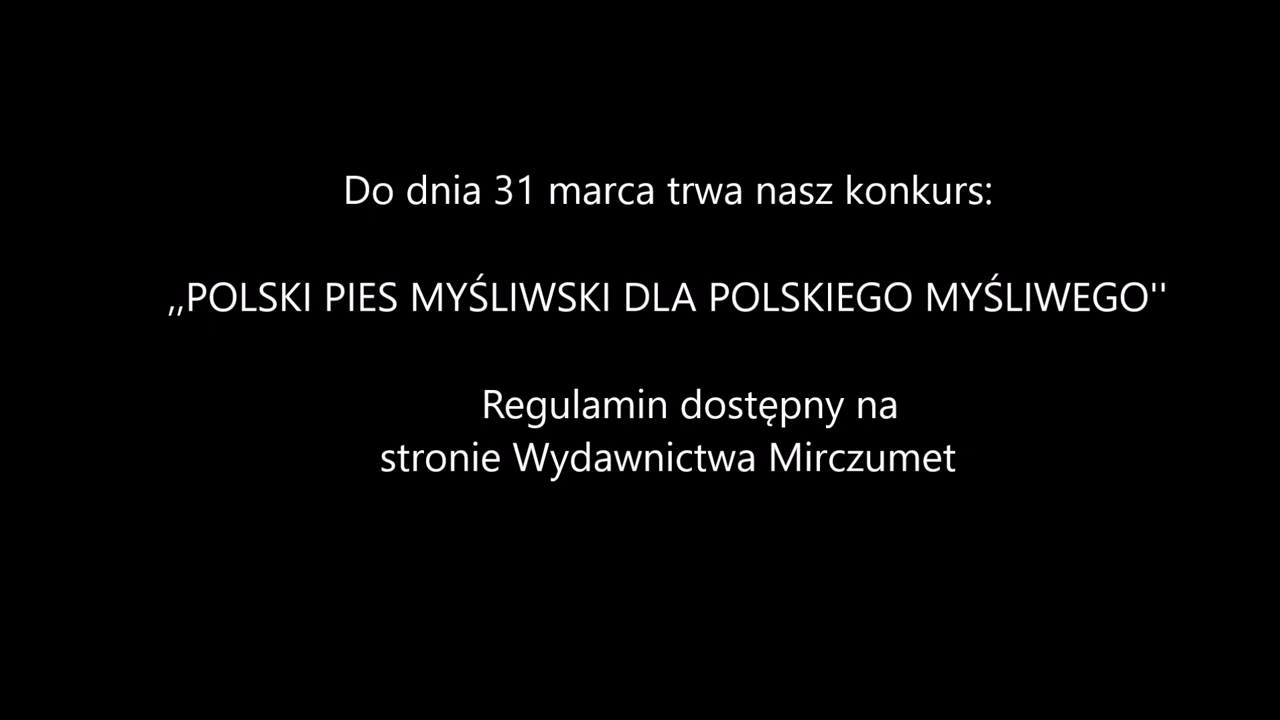 Do dnia 31 marca trwa nasz konkurs:
,,POLSKI PIES MYŚLIWSKI DLA POLSKIEGO MYŚLIWEGO''
Regulamin dostępny na
stronie Wydawnictwa Mirczumet